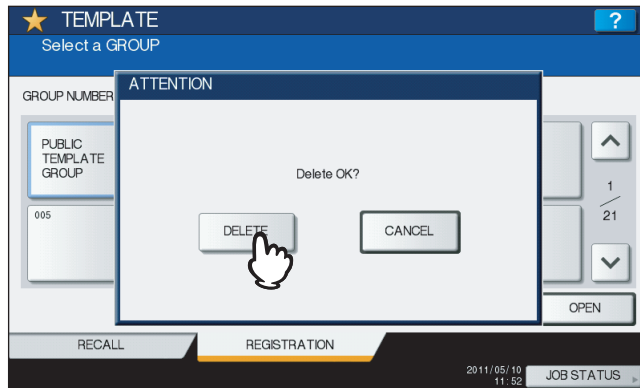 TEMPLATE
?
Select a GROUP
ATTENTION
GROUP NUMBER
PUBLIC
TEMPLATE
GROUP
Delete OK?
1
21
005
DELETE
CANCEL
OPEN
RECALL
REGISTRATION
2011/05/10
11:52
JOB STATUS